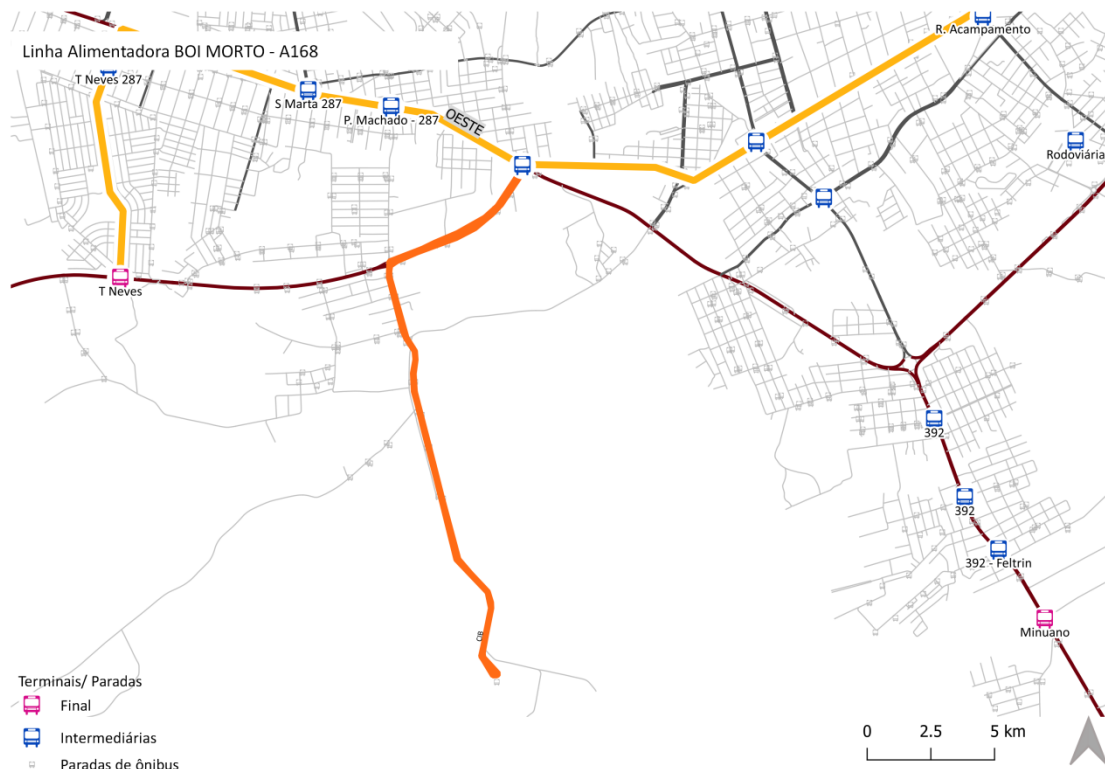 R. Acampamento
Linha Alimentadora BOI MORTO - A168
T Neves 287
S Marta 287
P. Machado - 287
OESTE
Rodoviária
T Neves
392
392
392 - Feltrin
Minuano
CIB
Terminais/ Paradas
Final
Intermediárias
Paradas de ônibus
0 2.5 5 km